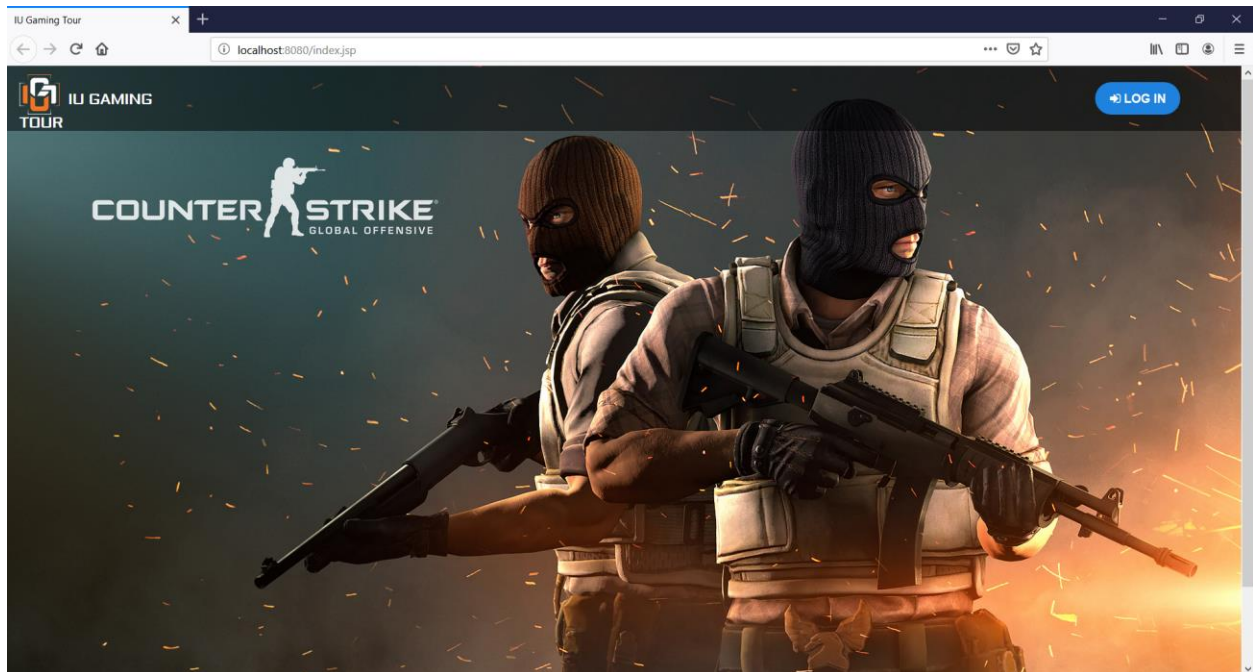 IU Gaming Tour
localhost:8080/index.jsp
IU GAMING
TOUR
LOG IN
COUNTER STRIKE
GLOBAL OFFENSIVE